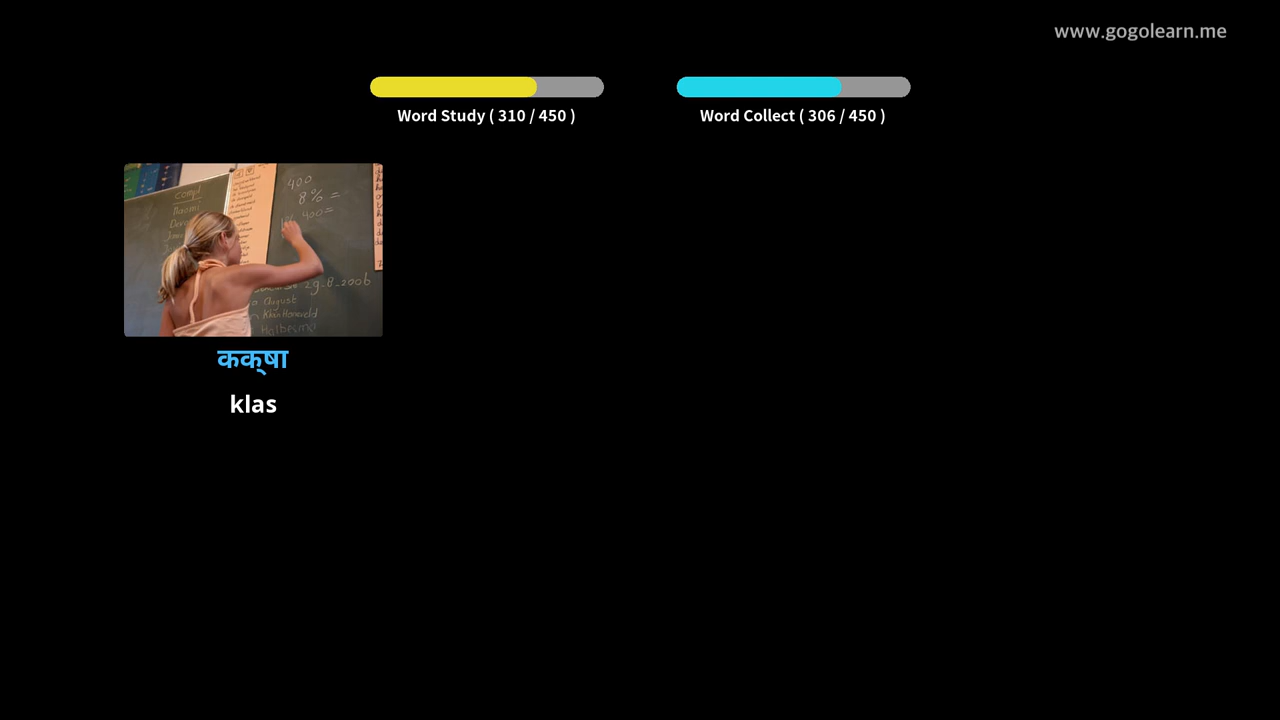 www.gogolearn.me
Word Study ( 310 / 450 )
Word Collect ( 306 / 450 )
400
8% =
400=
29-8-2006
August
कक्षा
klas